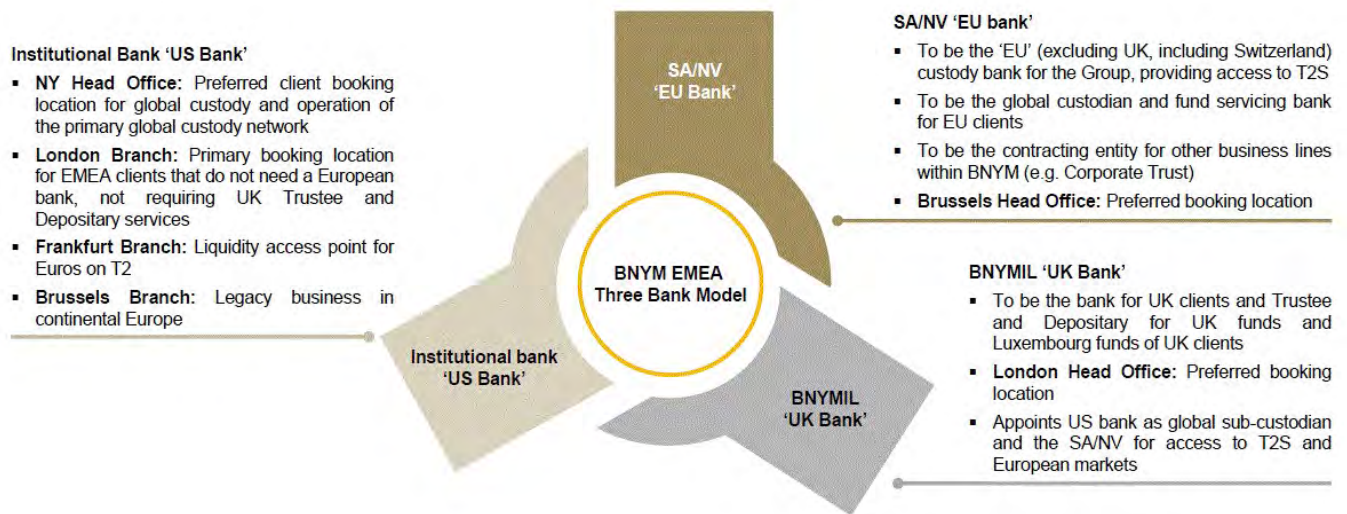 Institutional Bank ‘US Bank’
▪ NY Head Office: Preferred client booking
location for global custody and operation of
the primary global custody network
▪ London Branch: Primary booking location
for EMEA clients that do not need a European
bank, not requiring UK Trustee and
Depositary services
▪ Frankfurt Branch: Liquidity access point for
Euros on T2
▪ Brussels Branch: Legacy business in
continental Europe
SA/NV
‘EU Bank’
BNYM EMEA
Three Bank Model
Institutional bank
‘US Bank’
BNYMIL
‘UK Bank’
SA/NV ‘EU bank’
▪ To be the ‘EU’ (excluding UK, including Switzerland)
custody bank for the Group, providing access to T2S
▪ To be the global custodian and fund servicing bank
for EU clients
▪ To be the contracting entity for other business lines
within BNYM (e.g. Corporate Trust)
▪ Brussels Head Office: Preferred booking location
BNYMIL ‘UK Bank’
▪ To be the bank for UK clients and Trustee
and Depositary for UK funds and
Luxembourg funds of UK clients
▪ London Head Office: Preferred booking
location
▪ Appoints US bank as global sub-custodian
and the SA/NV for access to T2S and
European markets